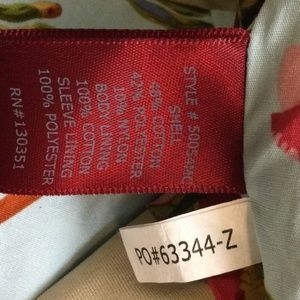 STYLE #
SHELL
48% COTTON
42% POLYESTER
10% NYLON
BODY LINING
100% COTTON
SLEEVE LINING
100% POLYESTER
RN#130351
PO#63344-Z